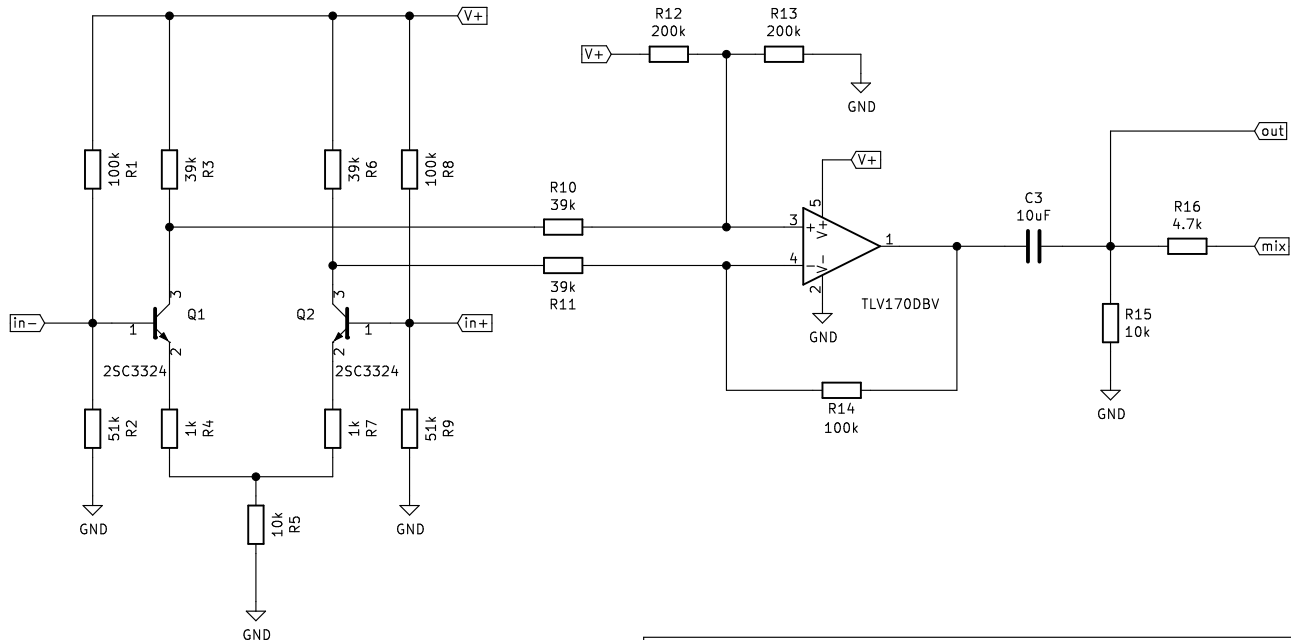 V+
R12
200k
R13
200k
V+
GND
out
100k
R1
39k
R3
39k
R6
100k
R8
V+
R10
39k
C3
10uF
R16
4.7k
3
+
V+
5
1
mix
4
-
V-
2
39k
R11
TLV170DBV
3
Q1
Q2
3
in-
1
1
in+
GND
R15
10k
2
2
2SC3324
2SC3324
R14
100k
51k
R2
1k
R4
1k
R7
51k
R9
GND
GND
GND
10k
R5
GND